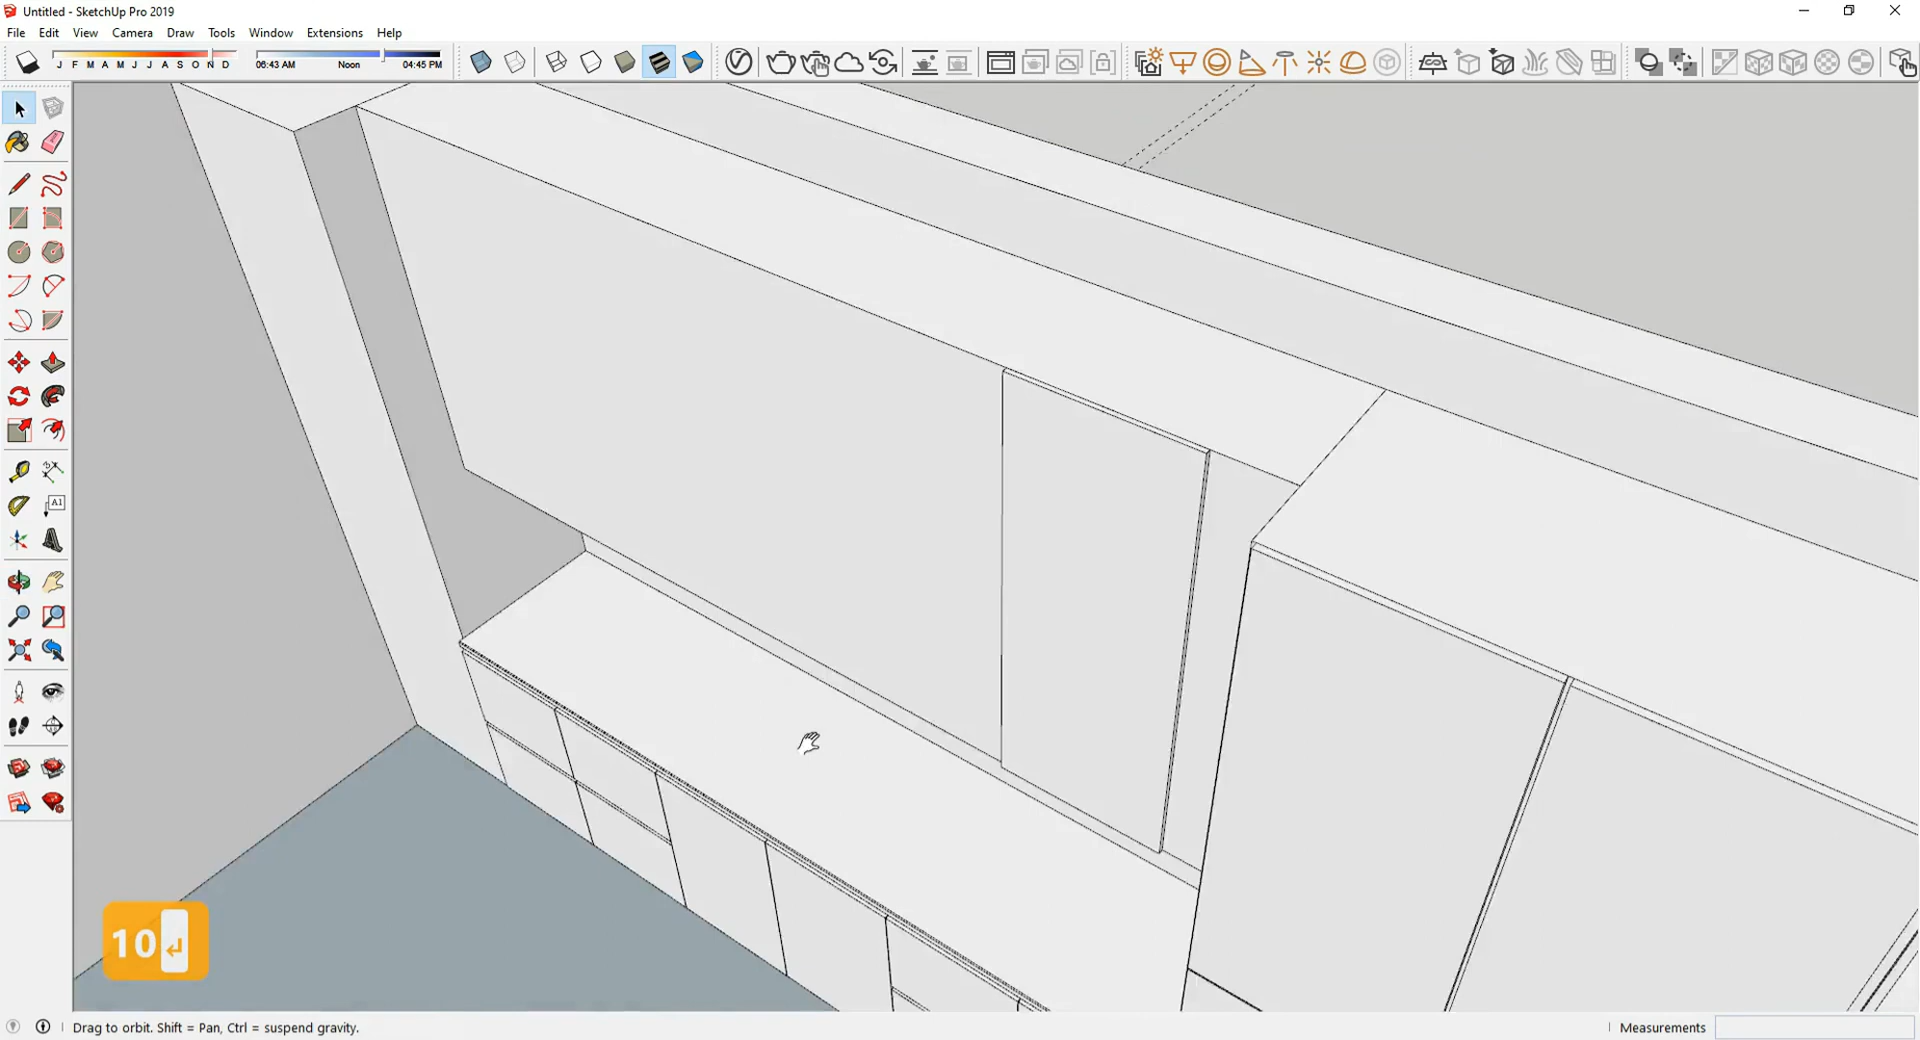 Untitled - SketchUp Pro 2019
File Edit View Camera Draw Tools Window Extensions Help
J F M A M J J A S O N D 06:43 AM Noon 04:45 PM
A1
10
Drag to orbit. Shift = Pan, Ctrl = suspend gravity. Measurements